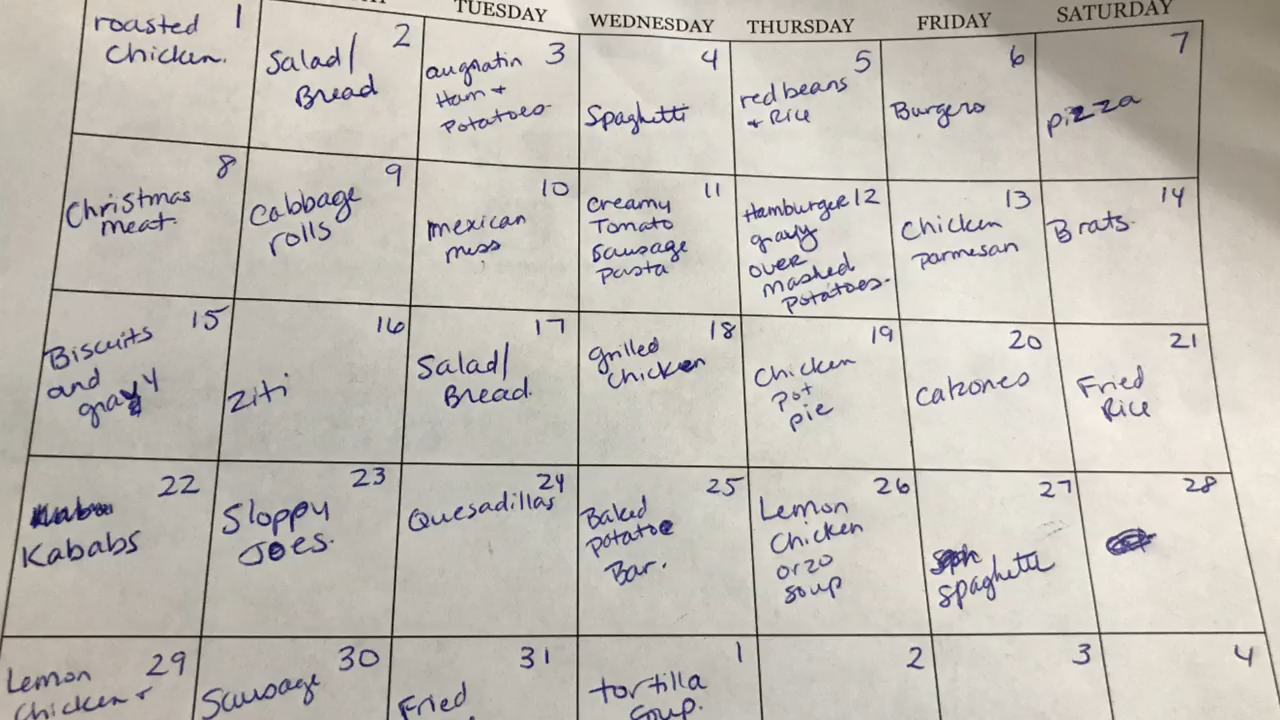 TUESDAY
WEDNESDAY
THURSDAY
FRIDAY
SATURDAY
1
roasted
Chicken.
2
Salad/
Bread
3
augratin
Ham +
Potatoes
4
Spaghetti
5
red beans
+ Rice
6
Burgers
7
pizza
8
Christmas
meat.
9
Cabbage
rolls
10
mexican
mess
11
Creamy
Tomato
Sausage
pasta
12
Hamburger
gravy
over
Mashed
Potatoes.
13
Chicken
parmesan
14
Brats.
15
Biscuits
and
gravy
16
Ziti
17
Salad/
Bread.
18
grilled
Chicken
19
Chicken
pot
pie
20
Calzones
21
Fried
Rice
22
Kababs
23
Sloppy
Joes.
24
Quesadillas
25
Baked
potatoe
Bar.
26
Lemon
Chicken
orzo
soup
27
spaghetti
28
29
Lemon
Chicken +
30
Sausage
31
Fried
1
tortilla
soup.
2
3
4